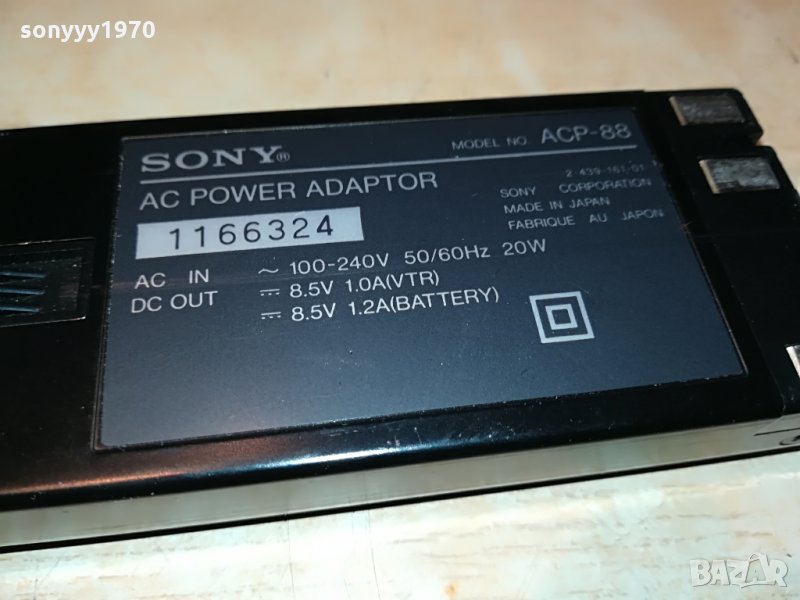 sonyyy1970
SONY®
MODEL NO. ACP-88
AC POWER ADAPTOR
2-439-161-01
SONY CORPORATION
MADE IN JAPAN
FABRIQUE AU JAPON
1166324
AC IN ~ 100-240V 50/60Hz 20W
DC OUT ⎓ 8.5V 1.0A(VTR)
⎓ 8.5V 1.2A(BATTERY)
BAZAR